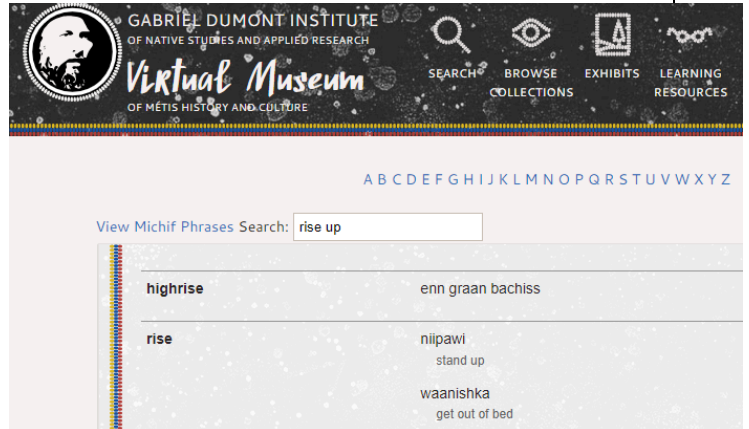 GABRIEL DUMONT INSTITUTE
OF NATIVE STUDIES AND APPLIED RESEARCH
Virtual Museum
OF MÉTIS HISTORY AND CULTURE
SEARCH
BROWSE COLLECTIONS
EXHIBITS
LEARNING RESOURCES
A B C D E F G H I J K L M N O P Q R S T U V W X Y Z
View Michif Phrases Search: rise up
highrise enn graan bachiss
rise niipawi
stand up
waanishka
get out of bed